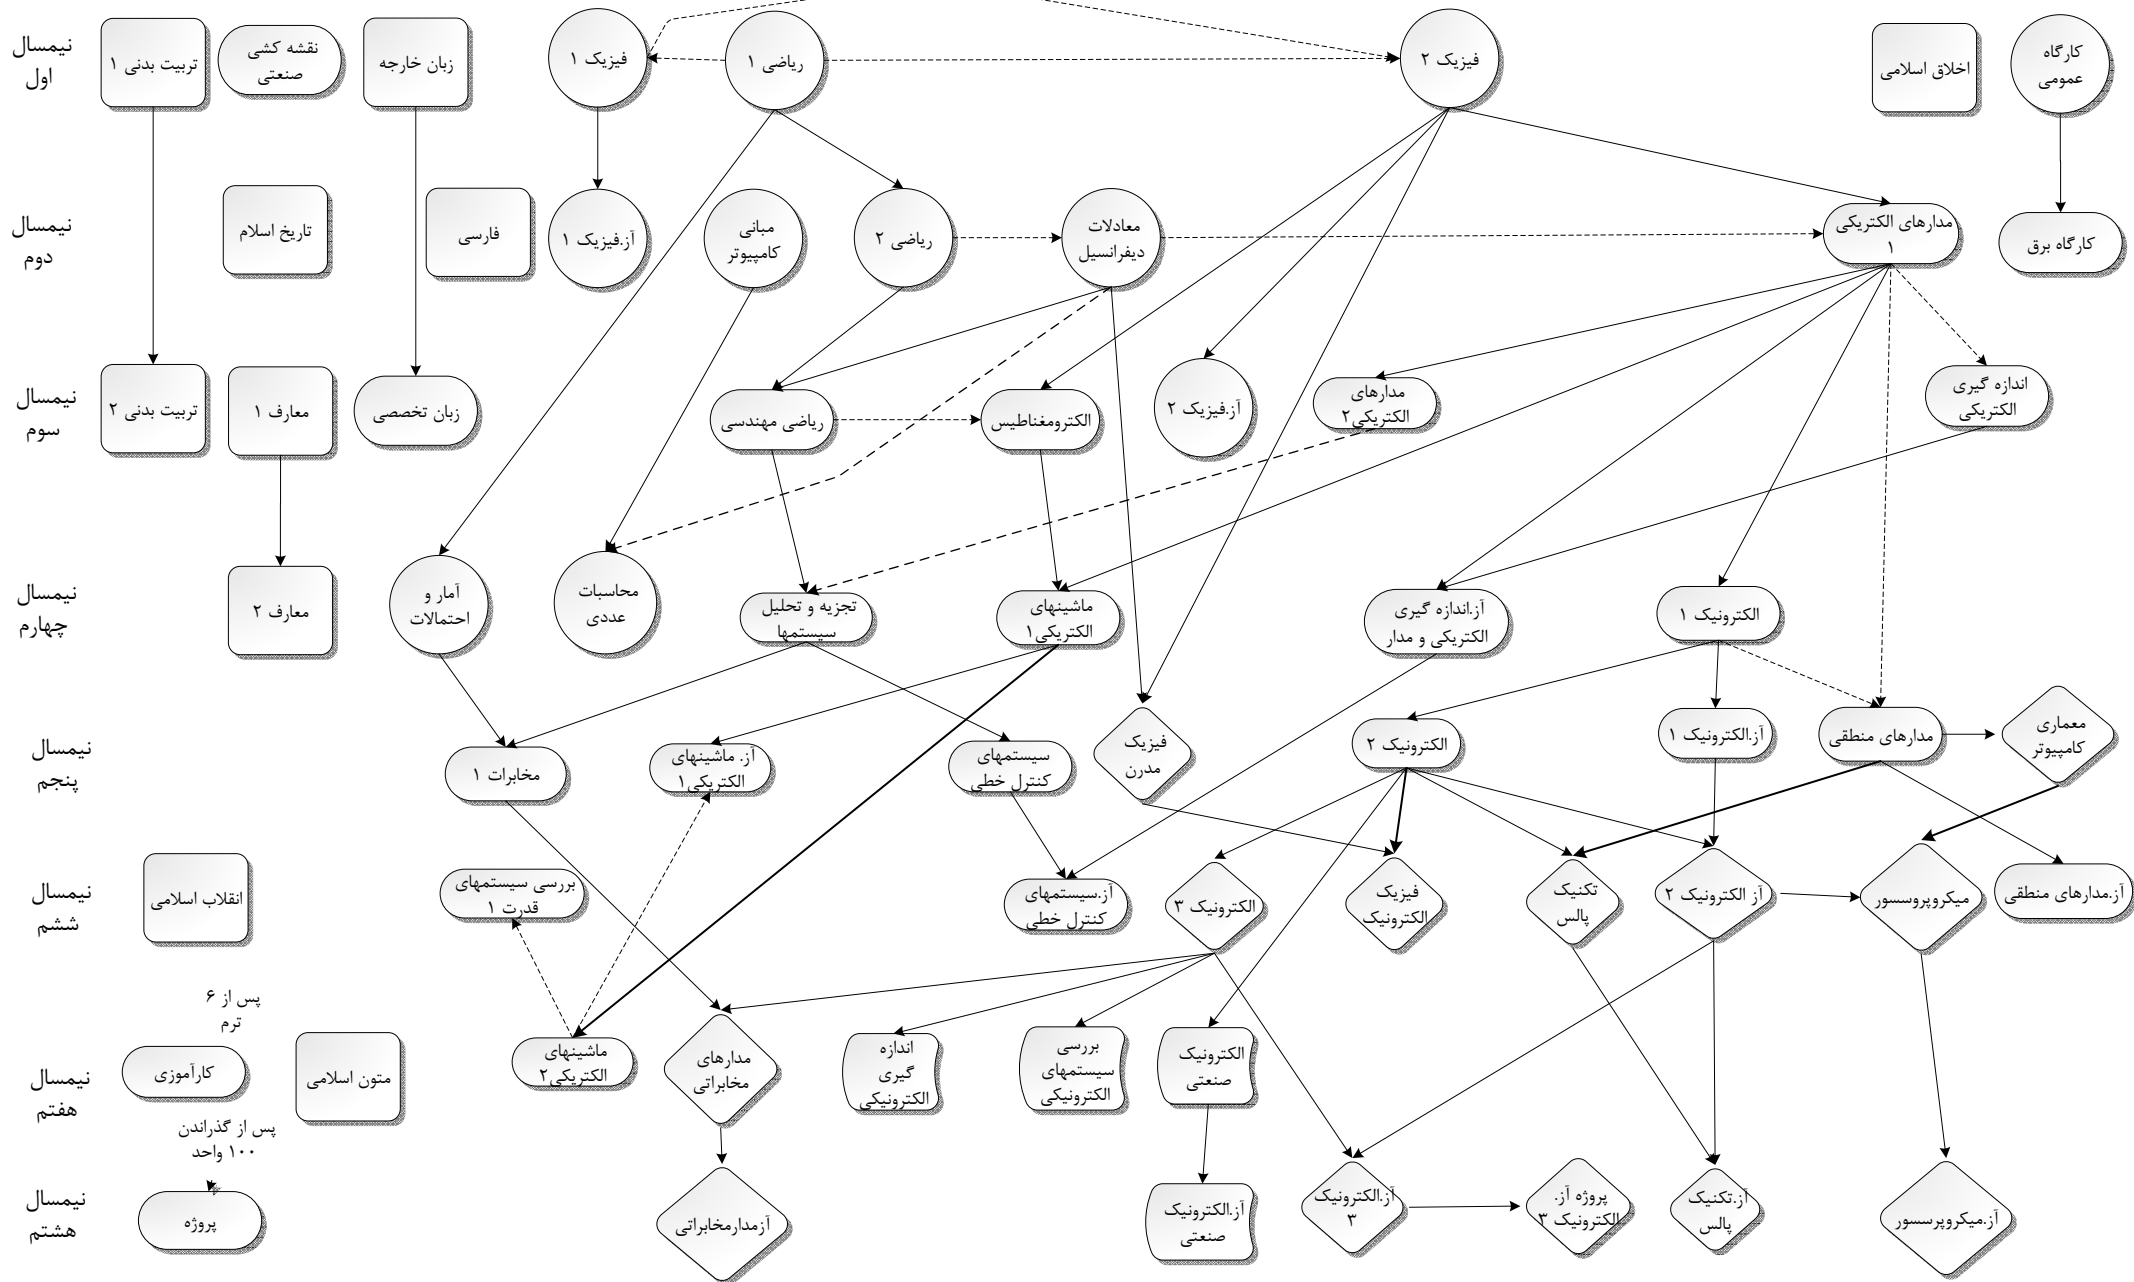 نیمسال
اول
تربیت بدنی ۱
نقشه کشی
صنعتی
زبان خارجه
فیزیک ۱
ریاضی ۱
فیزیک ۲
اخلاق اسلامی
کارگاه
عمومی
نیمسال
دوم
تاریخ اسلام
فارسی
آز.فیزیک ۱
مبانی
کامپیوتر
ریاضی ۲
معادلات
دیفرانسیل
مدارهای الکتریکی
۱
کارگاه برق
نیمسال
سوم
تربیت بدنی ۲
معارف ۱
زبان تخصصی
ریاضی مهندسی
الکترومغناطیس
آز.فیزیک ۲
مدارهای
الکتریکی۲
اندازه گیری
الکتریکی
نیمسال
چهارم
معارف ۲
آمار و
احتمالات
محاسبات
عددی
تجزیه و تحلیل
سیستمها
ماشینهای
الکتریکی۱
آز.اندازه گیری
الکتریکی و مدار
الکترونیک ۱
نیمسال
پنجم
مخابرات ۱
آز. ماشینهای
الکتریکی۱
سیستمهای
کنترل خطی
فیزیک
مدرن
الکترونیک ۲
آز.الکترونیک ۱
مدارهای منطقی
معماری
کامپیوتر
نیمسال
ششم
انقلاب اسلامی
بررسی سیستمهای
قدرت ۱
آز.سیستمهای
کنترل خطی
الکترونیک ۳
فیزیک
الکترونیک
تکنیک
پالس
آز الکترونیک ۲
میکروپروسسور
آز.مدارهای منطقی
پس از ۶
ترم
نیمسال
هفتم
کارآموزی
متون اسلامی
ماشینهای
الکتریکی۲
مدارهای
مخابراتی
اندازه
گیری
الکترونیکی
بررسی
سیستمهای
الکترونیکی
الکترونیک
صنعتی
پس از گذراندن
۱۰۰ واحد
نیمسال
هشتم
پروژه
آزمدارمخابراتی
آز.الکترونیک
صنعتی
آز.الکترونیک
۳
پروژه آز.
الکترونیک ۳
آز.تکنیک
پالس
آز.میکروپرسسور